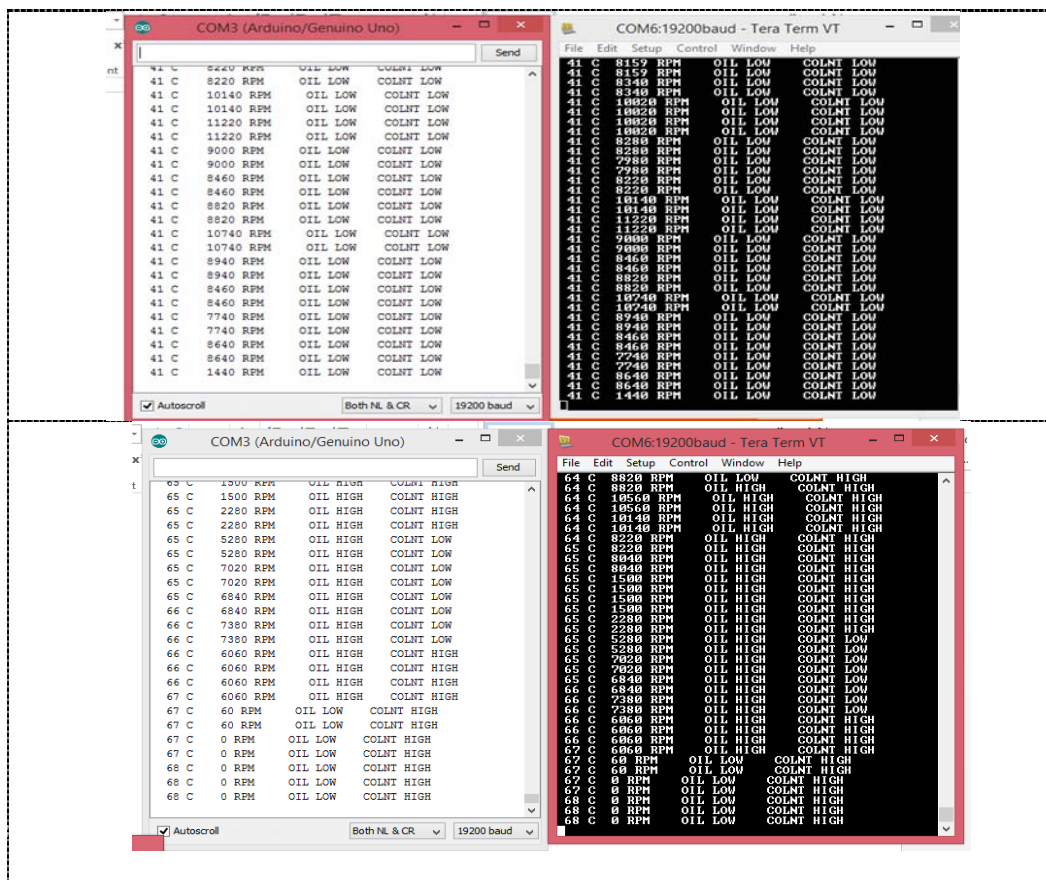 COM3 (Arduino/Genuino Uno)
Send
nt
41 C 8220 RPM OIL LOW COLNT LOW
41 C 8220 RPM OIL LOW COLNT LOW
41 C 10140 RPM OIL LOW COLNT LOW
41 C 10140 RPM OIL LOW COLNT LOW
41 C 11220 RPM OIL LOW COLNT LOW
41 C 11220 RPM OIL LOW COLNT LOW
41 C 9000 RPM OIL LOW COLNT LOW
41 C 9000 RPM OIL LOW COLNT LOW
41 C 8460 RPM OIL LOW COLNT LOW
41 C 8460 RPM OIL LOW COLNT LOW
41 C 8820 RPM OIL LOW COLNT LOW
41 C 8820 RPM OIL LOW COLNT LOW
41 C 10740 RPM OIL LOW COLNT LOW
41 C 10740 RPM OIL LOW COLNT LOW
41 C 8940 RPM OIL LOW COLNT LOW
41 C 8940 RPM OIL LOW COLNT LOW
41 C 8460 RPM OIL LOW COLNT LOW
41 C 8460 RPM OIL LOW COLNT LOW
41 C 7740 RPM OIL LOW COLNT LOW
41 C 7740 RPM OIL LOW COLNT LOW
41 C 8640 RPM OIL LOW COLNT LOW
41 C 8640 RPM OIL LOW COLNT LOW
41 C 1440 RPM OIL LOW COLNT LOW
Autoscroll Both NL & CR 19200 baud
COM6:19200baud - Tera Term VT
File Edit Setup Control Window Help
41 C 8159 RPM OIL LOW COLNT LOW
41 C 8159 RPM OIL LOW COLNT LOW
41 C 8340 RPM OIL LOW COLNT LOW
41 C 8340 RPM OIL LOW COLNT LOW
41 C 10020 RPM OIL LOW COLNT LOW
41 C 10020 RPM OIL LOW COLNT LOW
41 C 10020 RPM OIL LOW COLNT LOW
41 C 10020 RPM OIL LOW COLNT LOW
41 C 8280 RPM OIL LOW COLNT LOW
41 C 8280 RPM OIL LOW COLNT LOW
41 C 7980 RPM OIL LOW COLNT LOW
41 C 7980 RPM OIL LOW COLNT LOW
41 C 8220 RPM OIL LOW COLNT LOW
41 C 8220 RPM OIL LOW COLNT LOW
41 C 10140 RPM OIL LOW COLNT LOW
41 C 10140 RPM OIL LOW COLNT LOW
41 C 11220 RPM OIL LOW COLNT LOW
41 C 11220 RPM OIL LOW COLNT LOW
41 C 9000 RPM OIL LOW COLNT LOW
41 C 9000 RPM OIL LOW COLNT LOW
41 C 8460 RPM OIL LOW COLNT LOW
41 C 8460 RPM OIL LOW COLNT LOW
41 C 8820 RPM OIL LOW COLNT LOW
41 C 8820 RPM OIL LOW COLNT LOW
41 C 10740 RPM OIL LOW COLNT LOW
41 C 10740 RPM OIL LOW COLNT LOW
41 C 8940 RPM OIL LOW COLNT LOW
41 C 8940 RPM OIL LOW COLNT LOW
41 C 8460 RPM OIL LOW COLNT LOW
41 C 8460 RPM OIL LOW COLNT LOW
41 C 7740 RPM OIL LOW COLNT LOW
41 C 7740 RPM OIL LOW COLNT LOW
41 C 8640 RPM OIL LOW COLNT LOW
41 C 8640 RPM OIL LOW COLNT LOW
41 C 1440 RPM OIL LOW COLNT LOW
COM3 (Arduino/Genuino Uno)
Send
t
65 C 1500 RPM OIL HIGH COLNT HIGH
65 C 1500 RPM OIL HIGH COLNT HIGH
65 C 2280 RPM OIL HIGH COLNT HIGH
65 C 2280 RPM OIL HIGH COLNT HIGH
65 C 5280 RPM OIL HIGH COLNT LOW
65 C 5280 RPM OIL HIGH COLNT LOW
65 C 7020 RPM OIL HIGH COLNT LOW
65 C 7020 RPM OIL HIGH COLNT LOW
65 C 6840 RPM OIL HIGH COLNT LOW
66 C 6840 RPM OIL HIGH COLNT LOW
66 C 7380 RPM OIL HIGH COLNT LOW
66 C 7380 RPM OIL HIGH COLNT LOW
66 C 6060 RPM OIL HIGH COLNT HIGH
66 C 6060 RPM OIL HIGH COLNT HIGH
66 C 6060 RPM OIL HIGH COLNT HIGH
67 C 6060 RPM OIL HIGH COLNT HIGH
67 C 60 RPM OIL LOW COLNT HIGH
67 C 60 RPM OIL LOW COLNT HIGH
67 C 0 RPM OIL LOW COLNT HIGH
67 C 0 RPM OIL LOW COLNT HIGH
68 C 0 RPM OIL LOW COLNT HIGH
68 C 0 RPM OIL LOW COLNT HIGH
68 C 0 RPM OIL LOW COLNT HIGH
Autoscroll Both NL & CR 19200 baud
COM6:19200baud - Tera Term VT
File Edit Setup Control Window Help
64 C 8820 RPM OIL LOW COLNT HIGH
64 C 8820 RPM OIL HIGH COLNT HIGH
64 C 10560 RPM OIL HIGH COLNT HIGH
64 C 10560 RPM OIL HIGH COLNT HIGH
64 C 10140 RPM OIL HIGH COLNT HIGH
64 C 10140 RPM OIL HIGH COLNT HIGH
64 C 8220 RPM OIL HIGH COLNT HIGH
65 C 8220 RPM OIL HIGH COLNT HIGH
65 C 8040 RPM OIL HIGH COLNT HIGH
65 C 8040 RPM OIL HIGH COLNT HIGH
65 C 1500 RPM OIL HIGH COLNT HIGH
65 C 1500 RPM OIL HIGH COLNT HIGH
65 C 1500 RPM OIL HIGH COLNT HIGH
65 C 1500 RPM OIL HIGH COLNT HIGH
65 C 2280 RPM OIL HIGH COLNT HIGH
65 C 2280 RPM OIL HIGH COLNT HIGH
65 C 5280 RPM OIL HIGH COLNT LOW
65 C 5280 RPM OIL HIGH COLNT LOW
65 C 7020 RPM OIL HIGH COLNT LOW
65 C 7020 RPM OIL HIGH COLNT LOW
65 C 6840 RPM OIL HIGH COLNT LOW
66 C 6840 RPM OIL HIGH COLNT LOW
66 C 7380 RPM OIL HIGH COLNT LOW
66 C 7380 RPM OIL HIGH COLNT LOW
66 C 6060 RPM OIL HIGH COLNT HIGH
66 C 6060 RPM OIL HIGH COLNT HIGH
66 C 6060 RPM OIL HIGH COLNT HIGH
67 C 6060 RPM OIL HIGH COLNT HIGH
67 C 60 RPM OIL LOW COLNT HIGH
67 C 60 RPM OIL LOW COLNT HIGH
67 C 0 RPM OIL LOW COLNT HIGH
67 C 0 RPM OIL LOW COLNT HIGH
68 C 0 RPM OIL LOW COLNT HIGH
68 C 0 RPM OIL LOW COLNT HIGH
68 C 0 RPM OIL LOW COLNT HIGH